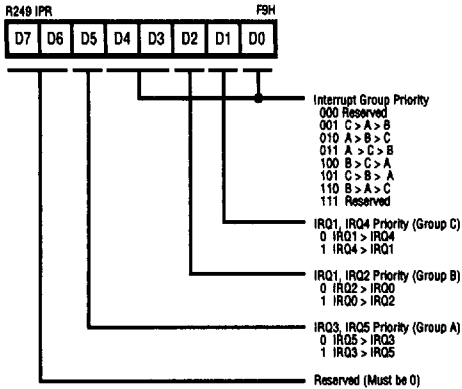 R249 IPR F9H
D7 D6 D5 D4 D3 D2 D1 D0
Interrupt Group Priority
000 Reserved
001 C > A > B
010 A > B > C
011 A > C > B
100 B > C > A
101 C > B > A
110 B > A > C
111 Reserved
IRQ1, IRQ4 Priority (Group C)
0 IRQ1 > IRQ4
1 IRQ4 > IRQ1
IRQ1, IRQ2 Priority (Group B)
0 IRQ2 > IRQ0
1 IRQ0 > IRQ2
IRQ3, IRQ5 Priority (Group A)
0 IRQ5 > IRQ3
1 IRQ3 > IRQ5
Reserved (Must be 0)